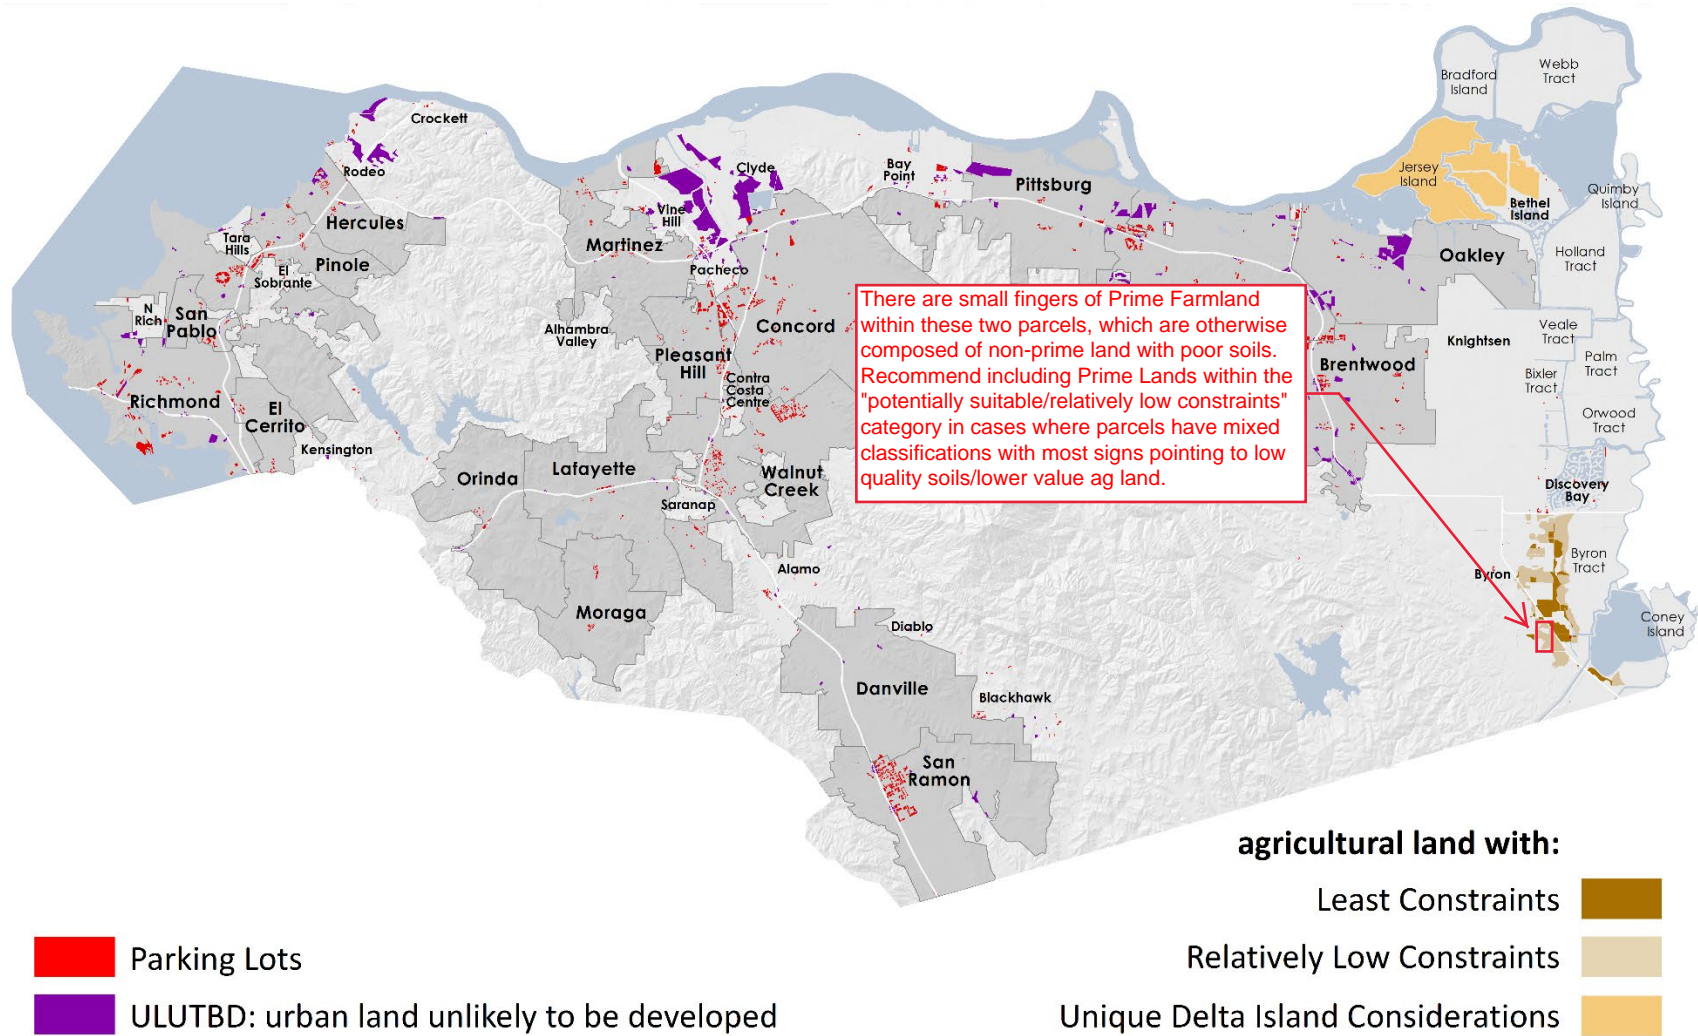 Webb
Tract
Bradford
Island
Crockett
Rodeo
Clyde
Bay
Point
Pittsburg
Jersey
Island
Quimby
Island
Bethel
Island
Vine
Hill
Hercules
Tara
Hills
Martinez
Pinole
El
Sobrante
Pacheco
Oakley
Holland
Tract
N
Rich
San
Pablo
Alhambra
Valley
Concord
Pleasant
Hill
There are small fingers of Prime Farmland
within these two parcels, which are otherwise
composed of non-prime land with poor soils.
Recommend including Prime Lands within the
"potentially suitable/relatively low constraints"
category in cases where parcels have mixed
classifications with most signs pointing to low
quality soils/lower value ag land.
Veale
Tract
Knightsen
Brentwood
Palm
Tract
Bixler
Tract
Contra
Costa
Centre
Richmond
El
Cerrito
Orwood
Tract
Kensington
Orinda
Lafayette
Walnut
Creek
Saranap
Discovery
Bay
Alamo
Byron
Byron
Tract
Moraga
Diablo
Coney
Island
Danville
Blackhawk
San
Ramon
agricultural land with:
Least Constraints
Relatively Low Constraints
Unique Delta Island Considerations
Parking Lots
ULUTBD: urban land unlikely to be developed